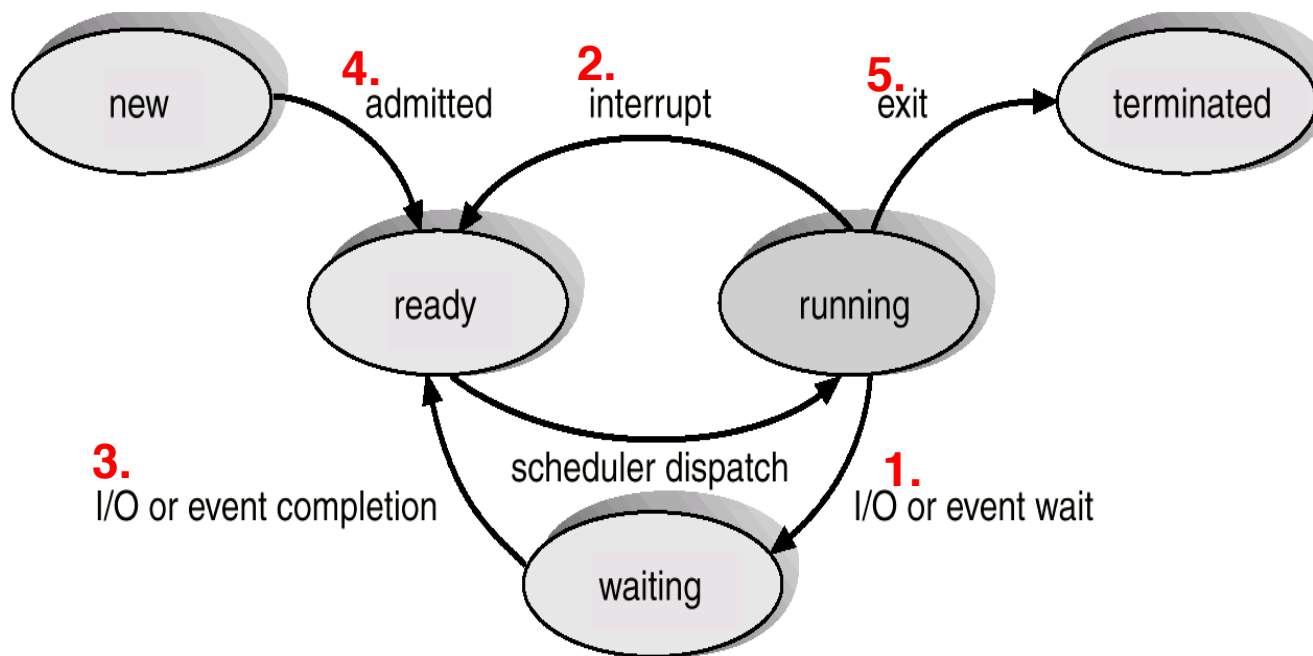 4.
2.
5.
new
admitted
interrupt
exit
terminated
ready
running
3.
scheduler dispatch
1.
I/O or event completion
I/O or event wait
waiting